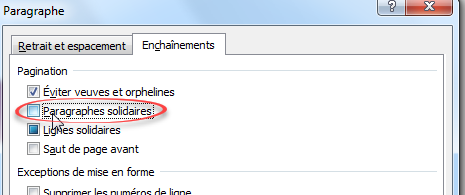 Paragraphe
?
Retrait et espacement Enchaînements
Pagination
Éviter veuves et orphelines
Paragraphes solidaires
Lignes solidaires
Saut de page avant
Exceptions de mise en forme
Supprimer les numéros de ligne